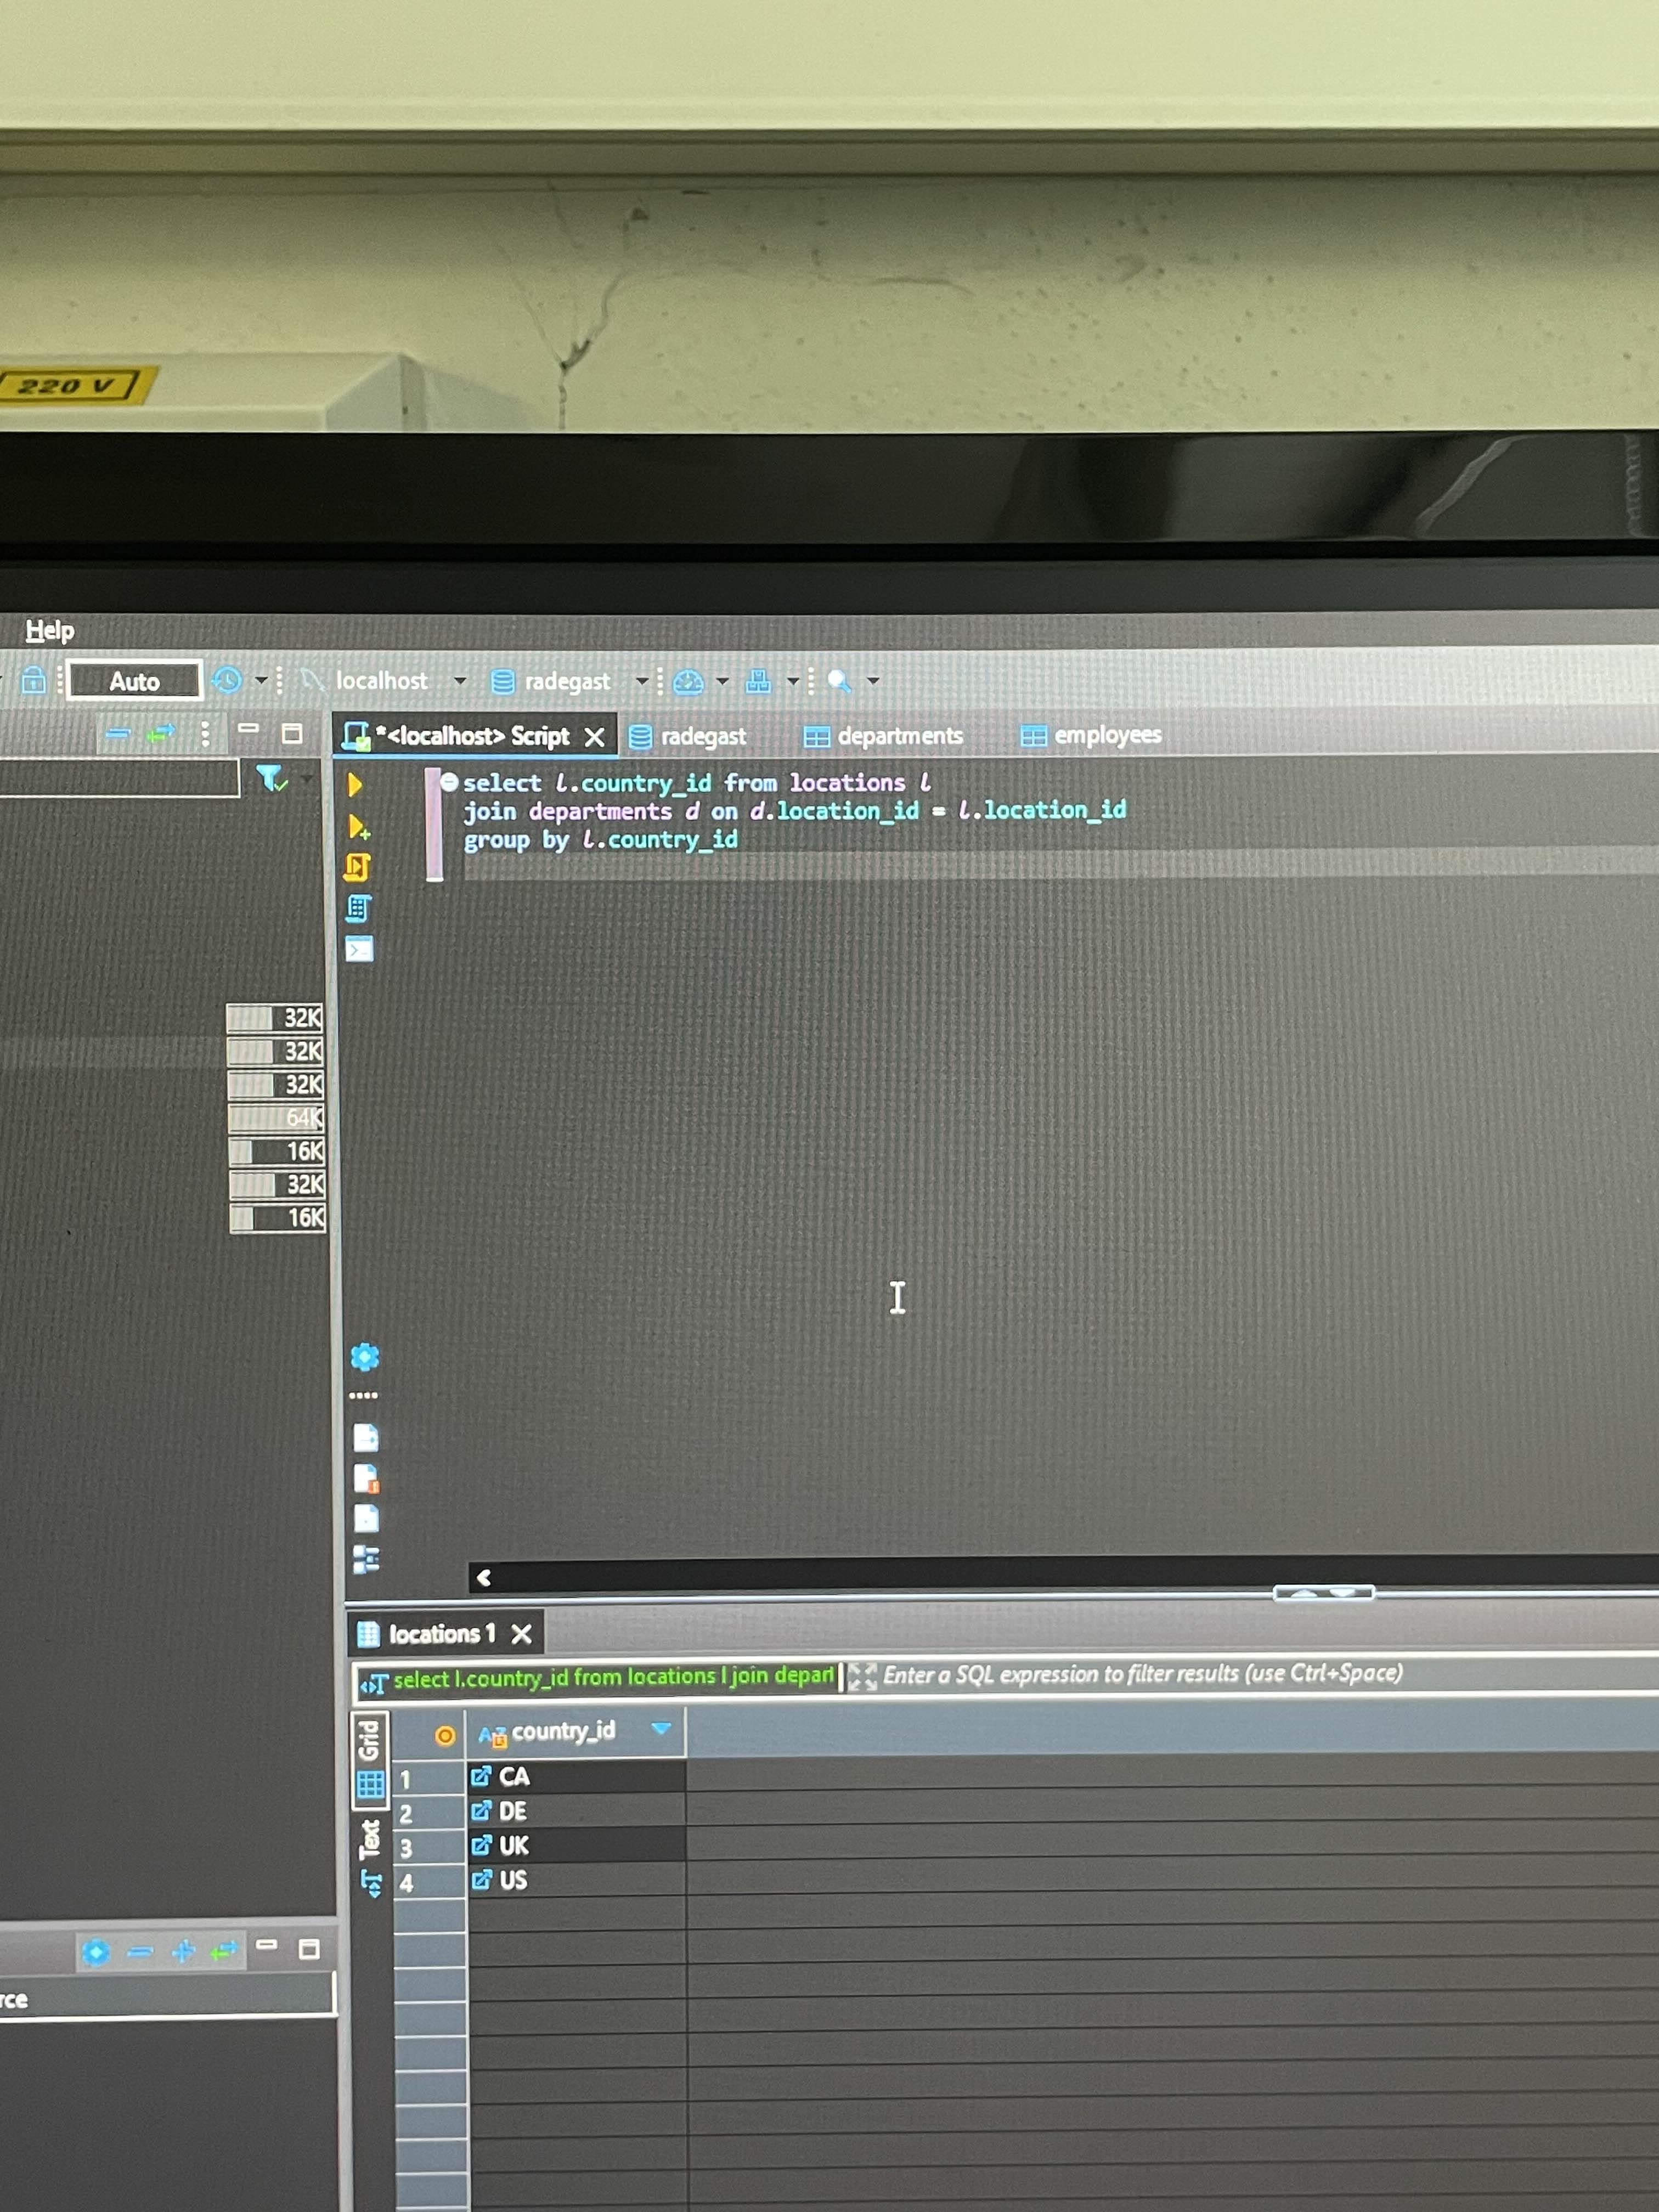 220 V
Help
Auto localhost radegast
*<localhost> Script radegast departments employees
select l.country_id from locations l
join departments d on d.location_id = l.location_id
group by l.country_id
32K
32K
32K
64K
16K
32K
16K
locations 1
select l.country_id from locations l join depart Enter a SQL expression to filter results (use Ctrl+Space)
Grid
Text
country_id
1 CA
2 DE
3 UK
4 US
rce